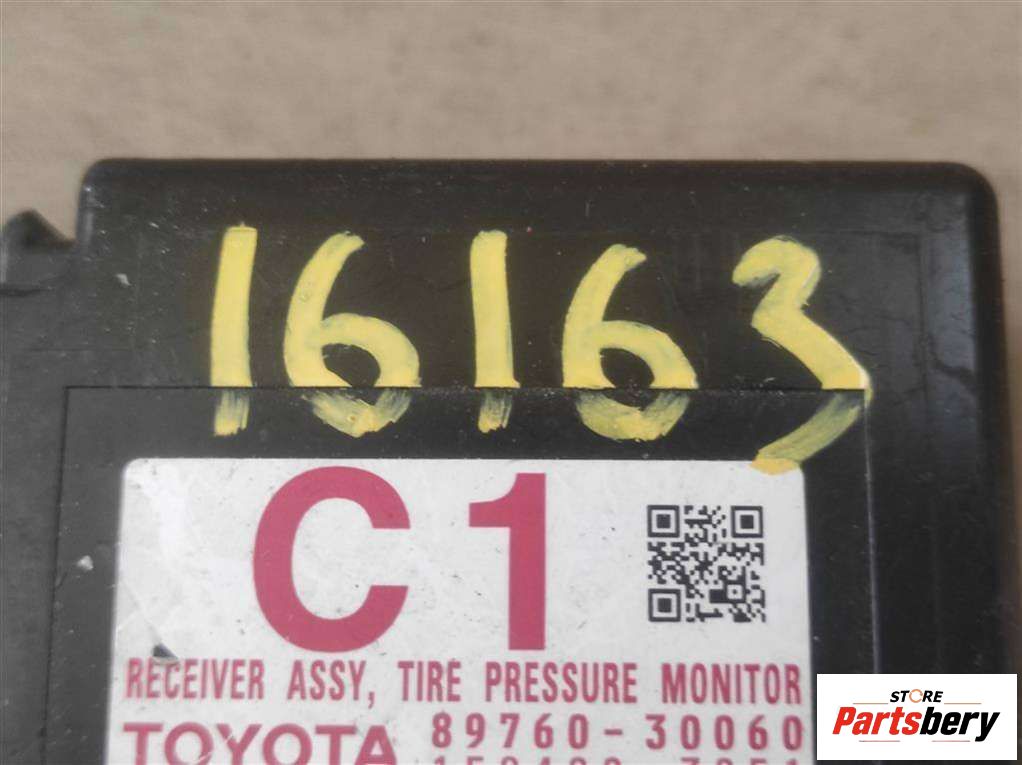 16163
C1
RECEIVER ASSY, TIRE PRESSURE MONITOR
TOYOTA 89760-30060
STORE
Partsbery